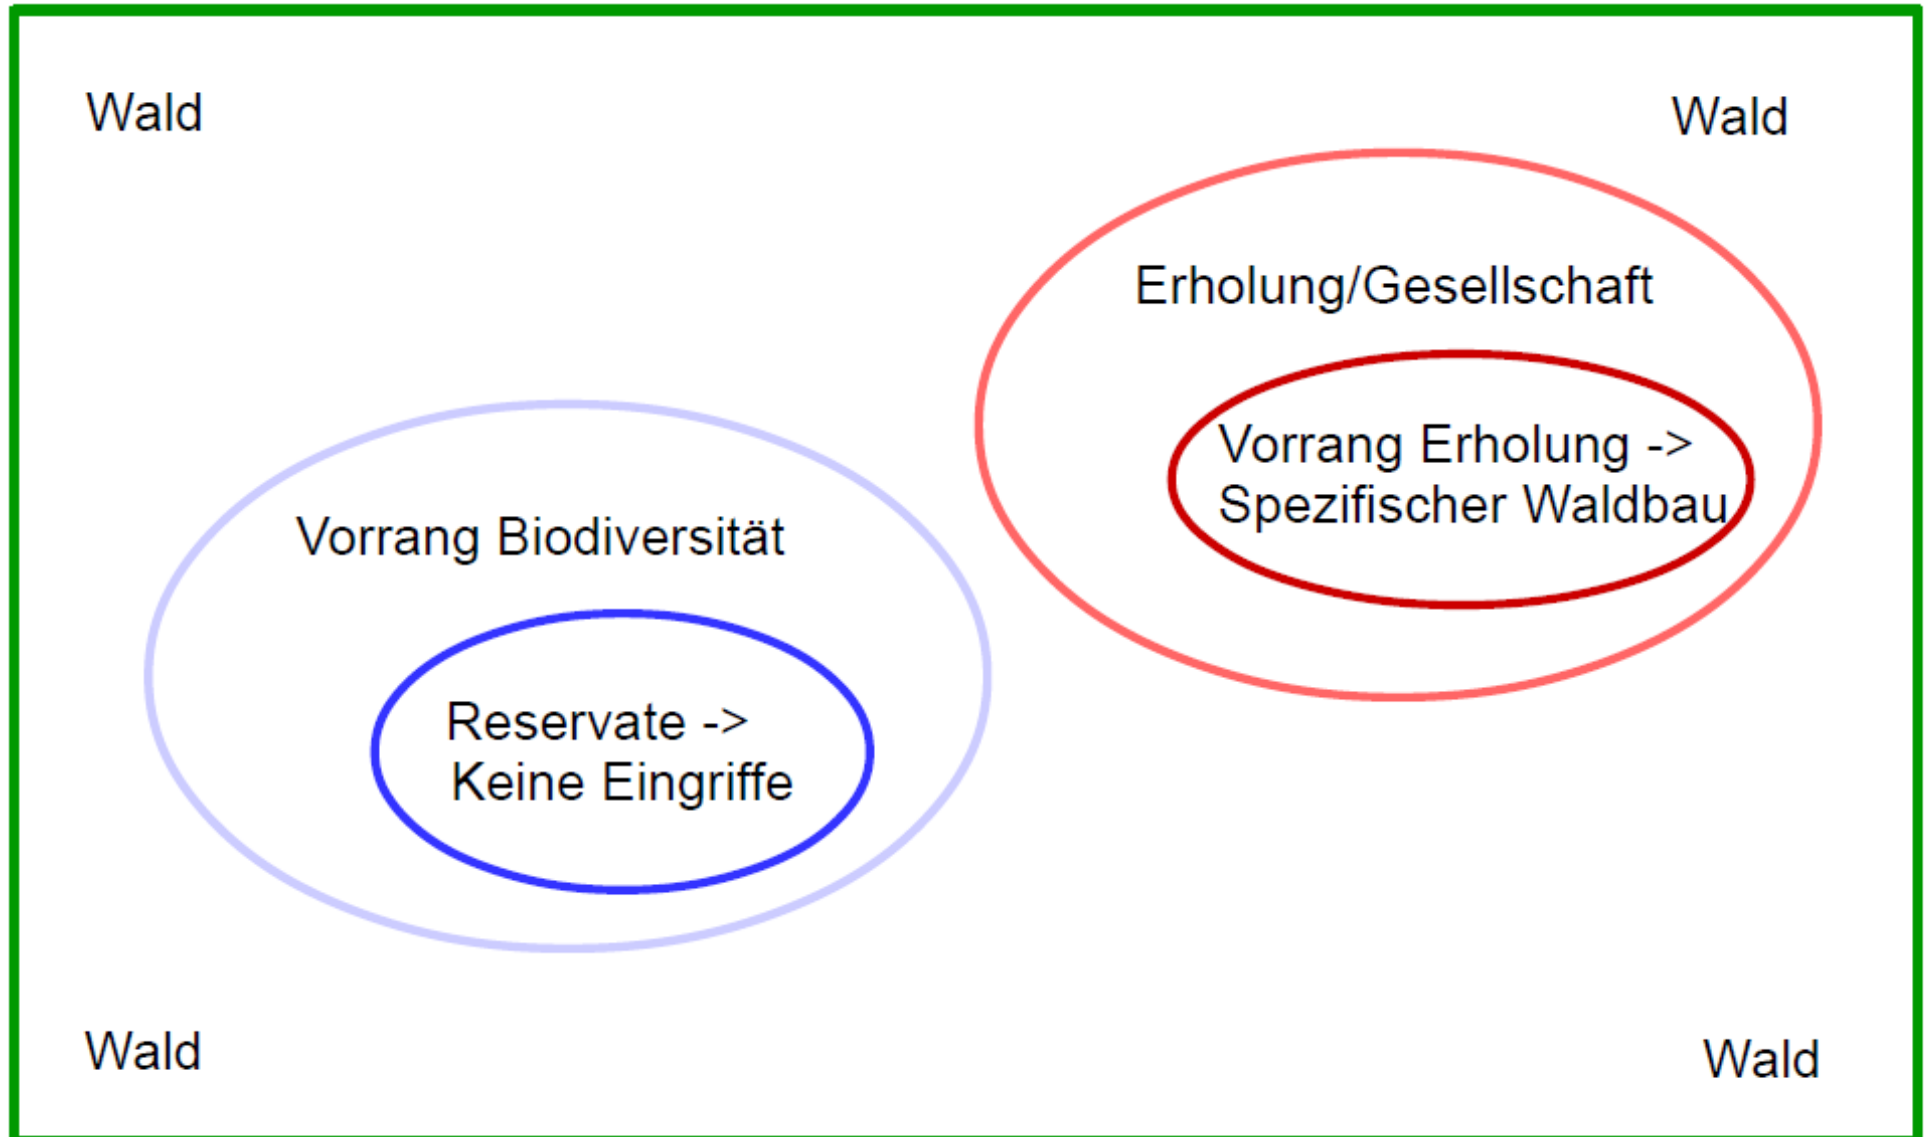 Wald
Wald
Erholung/Gesellschaft
Vorrang Erholung ->
Spezifischer Waldbau
Vorrang Biodiversität
Reservate ->
Keine Eingriffe
Wald
Wald